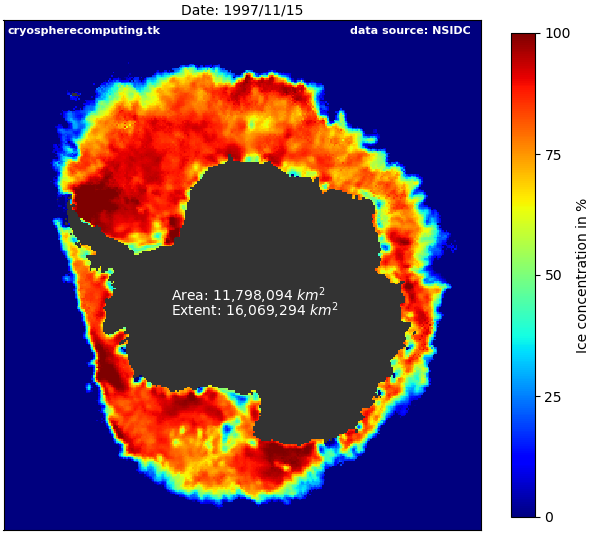 Date: 1997/11/15
cryospherecomputing.tk
data source: NSIDC
Area: 11,798,094 km²
Extent: 16,069,294 km²
100
75
50
25
0
Ice concentration in %